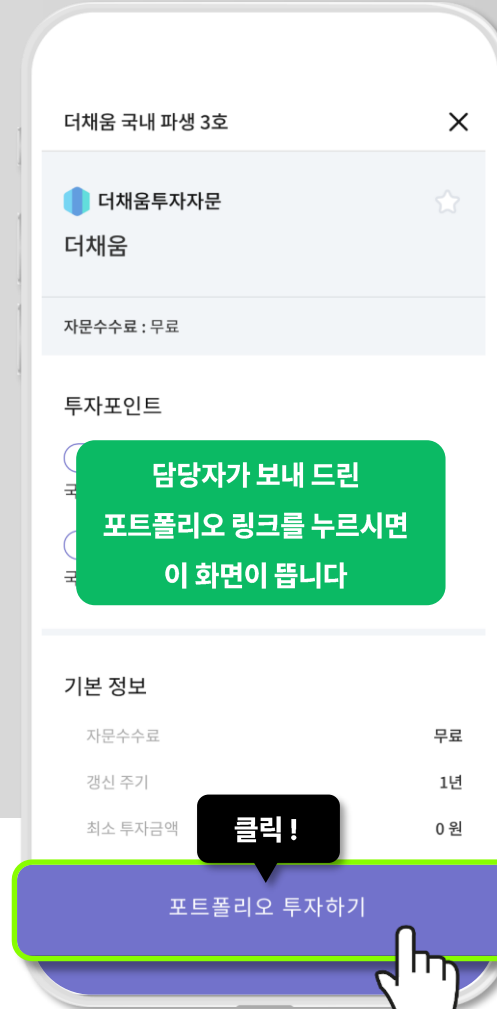 더채움 국내 파생 3호
더채움투자자문
더채움
자문수수료 : 무료
투자포인트
담당자가 보내 드린
포트폴리오 링크를 누르시면
이 화면이 뜹니다
기본 정보
자문수수료 무료
갱신 주기 1년
최소 투자금액 0 원
클릭 !
포트폴리오 투자하기